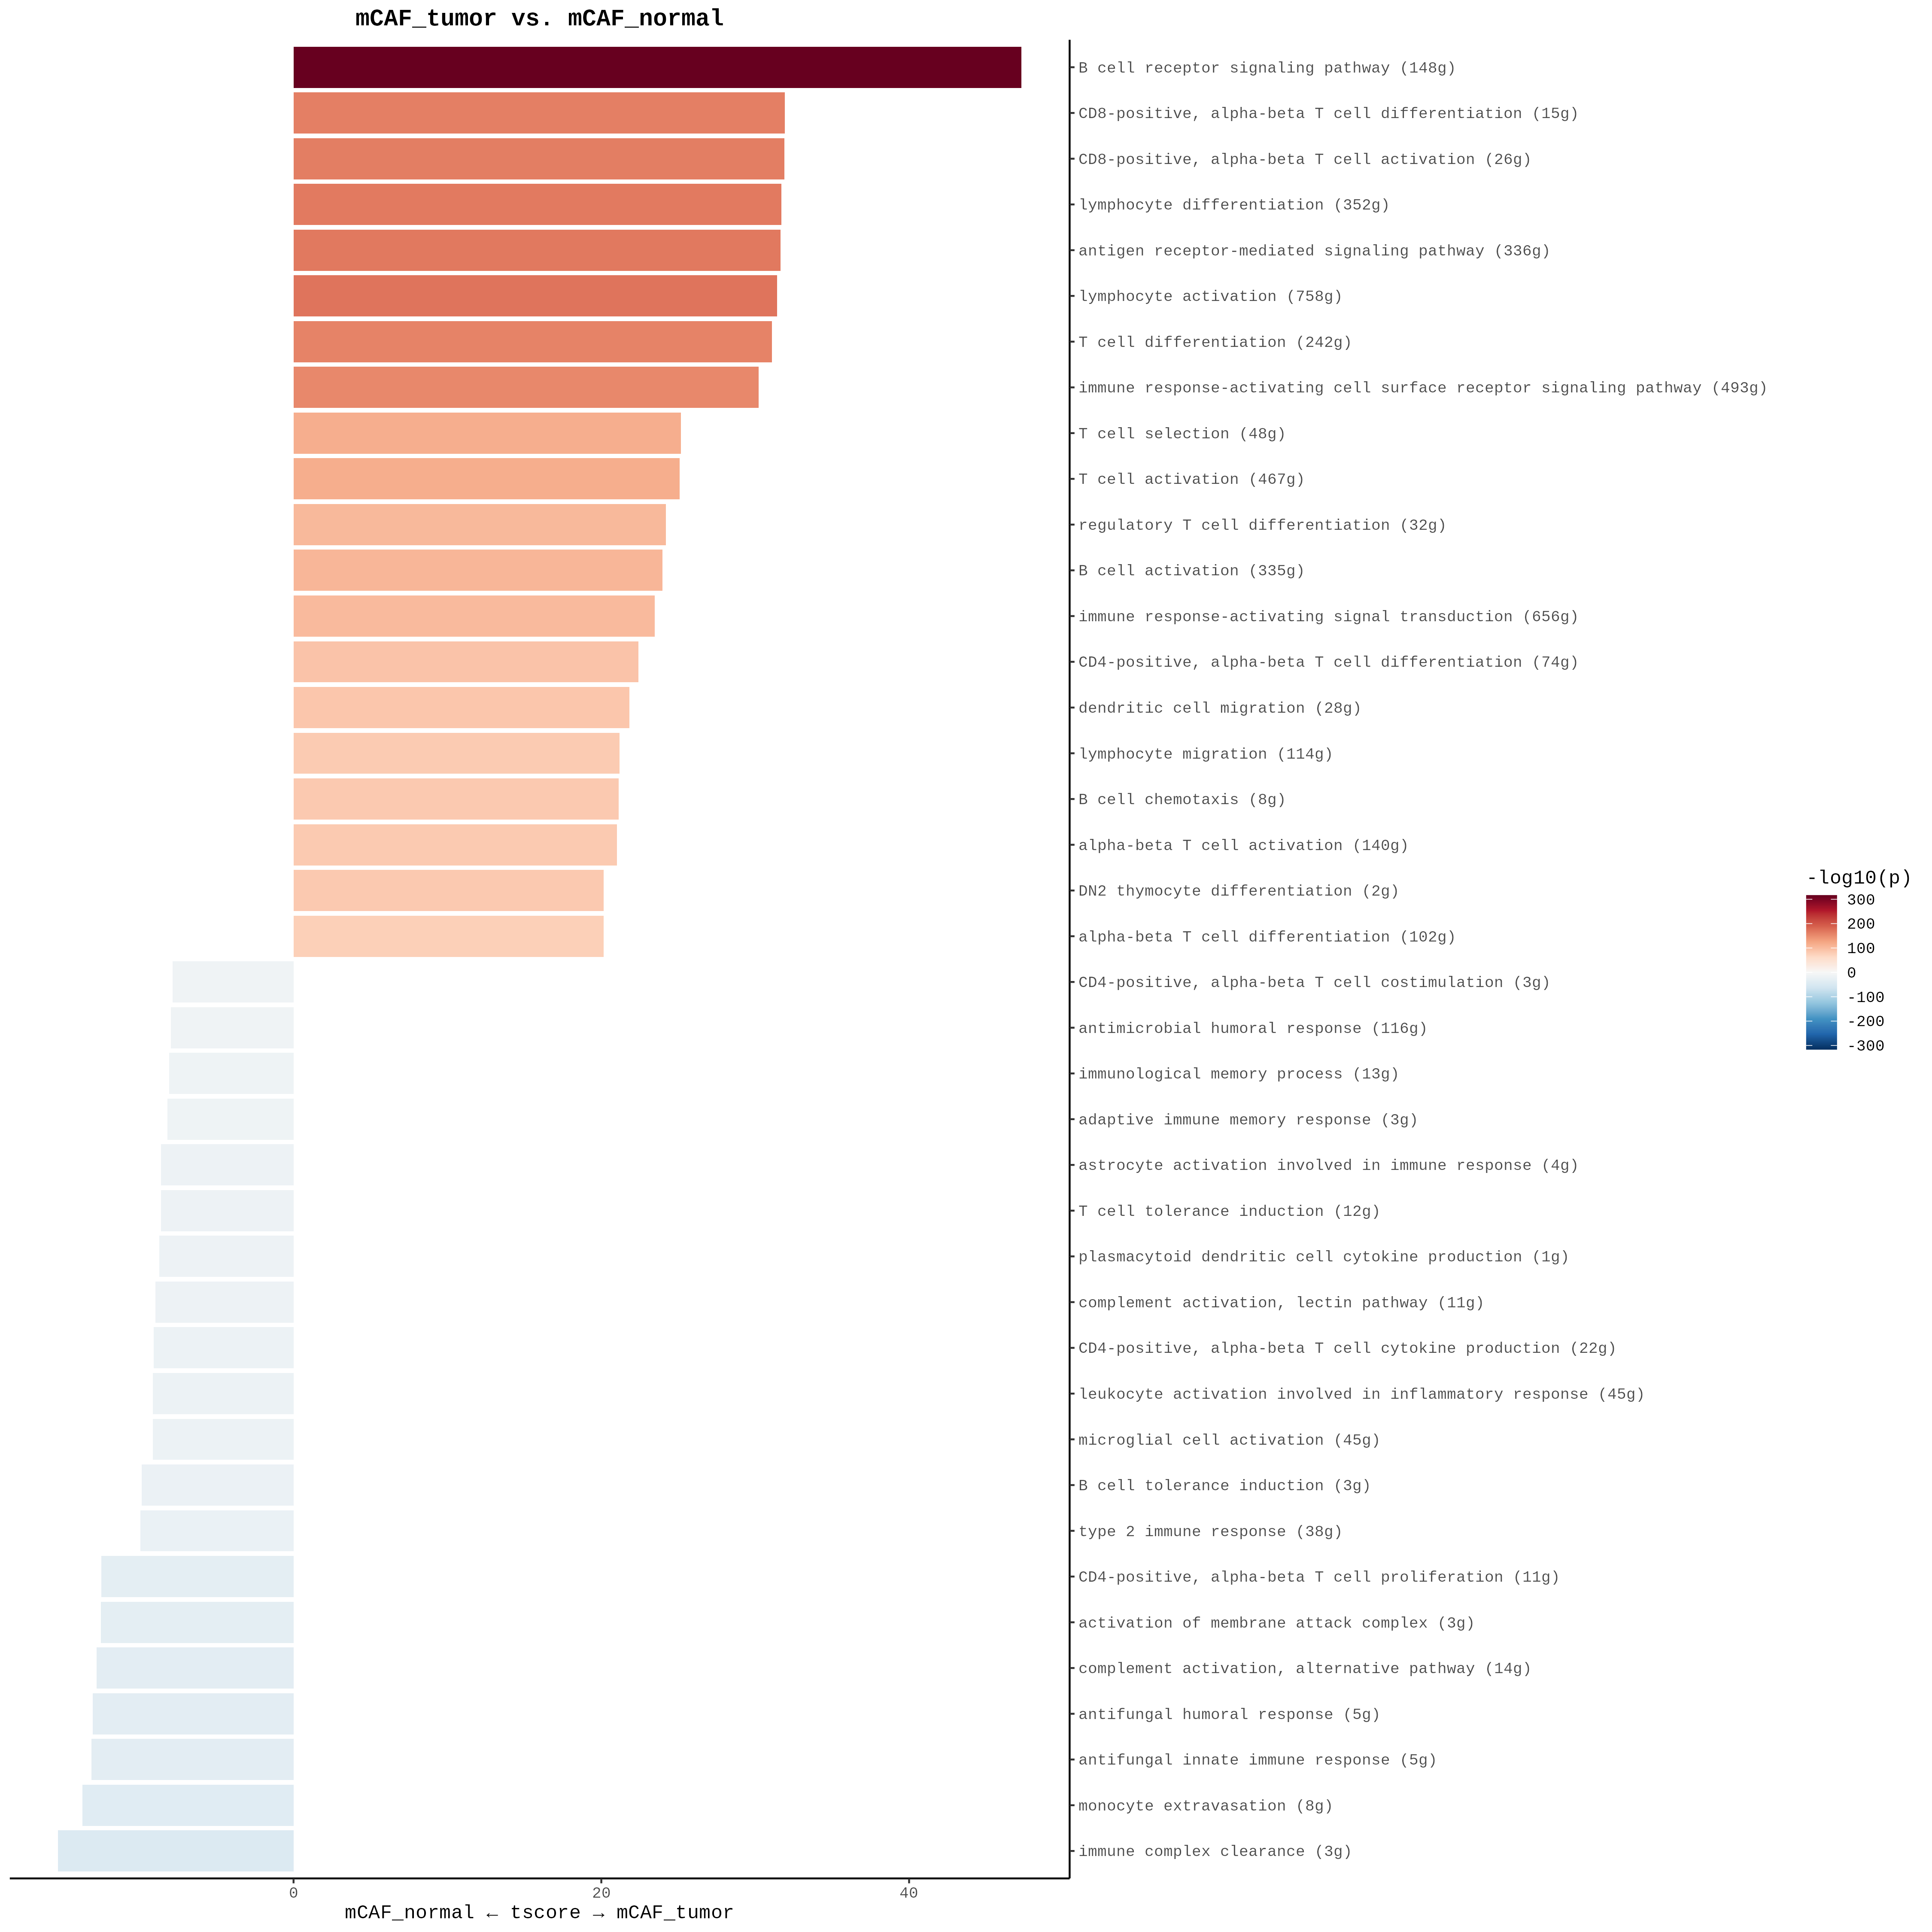 mCAF_tumor vs. mCAF_normal
B cell receptor signaling pathway (148g)
CD8-positive, alpha-beta T cell differentiation (15g)
CD8-positive, alpha-beta T cell activation (26g)
lymphocyte differentiation (352g)
antigen receptor-mediated signaling pathway (336g)
lymphocyte activation (758g)
T cell differentiation (242g)
immune response-activating cell surface receptor signaling pathway (493g)
T cell selection (48g)
T cell activation (467g)
regulatory T cell differentiation (32g)
B cell activation (335g)
immune response-activating signal transduction (656g)
CD4-positive, alpha-beta T cell differentiation (74g)
dendritic cell migration (28g)
lymphocyte migration (114g)
B cell chemotaxis (8g)
alpha-beta T cell activation (140g)
DN2 thymocyte differentiation (2g)
alpha-beta T cell differentiation (102g)
CD4-positive, alpha-beta T cell costimulation (3g)
antimicrobial humoral response (116g)
immunological memory process (13g)
adaptive immune memory response (3g)
astrocyte activation involved in immune response (4g)
T cell tolerance induction (12g)
plasmacytoid dendritic cell cytokine production (1g)
complement activation, lectin pathway (11g)
CD4-positive, alpha-beta T cell cytokine production (22g)
leukocyte activation involved in inflammatory response (45g)
microglial cell activation (45g)
B cell tolerance induction (3g)
type 2 immune response (38g)
CD4-positive, alpha-beta T cell proliferation (11g)
activation of membrane attack complex (3g)
complement activation, alternative pathway (14g)
antifungal humoral response (5g)
antifungal innate immune response (5g)
monocyte extravasation (8g)
immune complex clearance (3g)
0 20 40
mCAF_normal ← tscore → mCAF_tumor
-log10(p)
300
200
100
0
-100
-200
-300